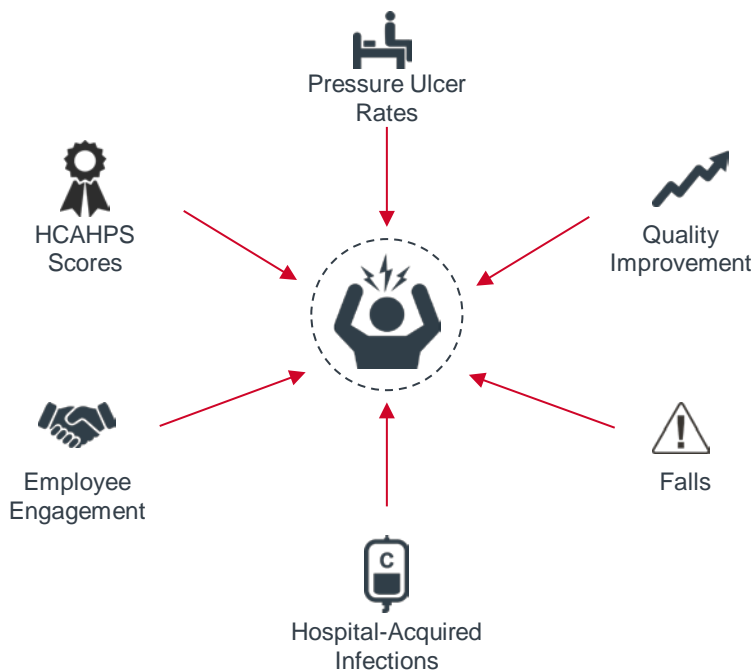 Pressure Ulcer
Rates
HCAHPS
Scores
Quality
Improvement
Employee
Engagement
Falls
!
C
Hospital-Acquired
Infections